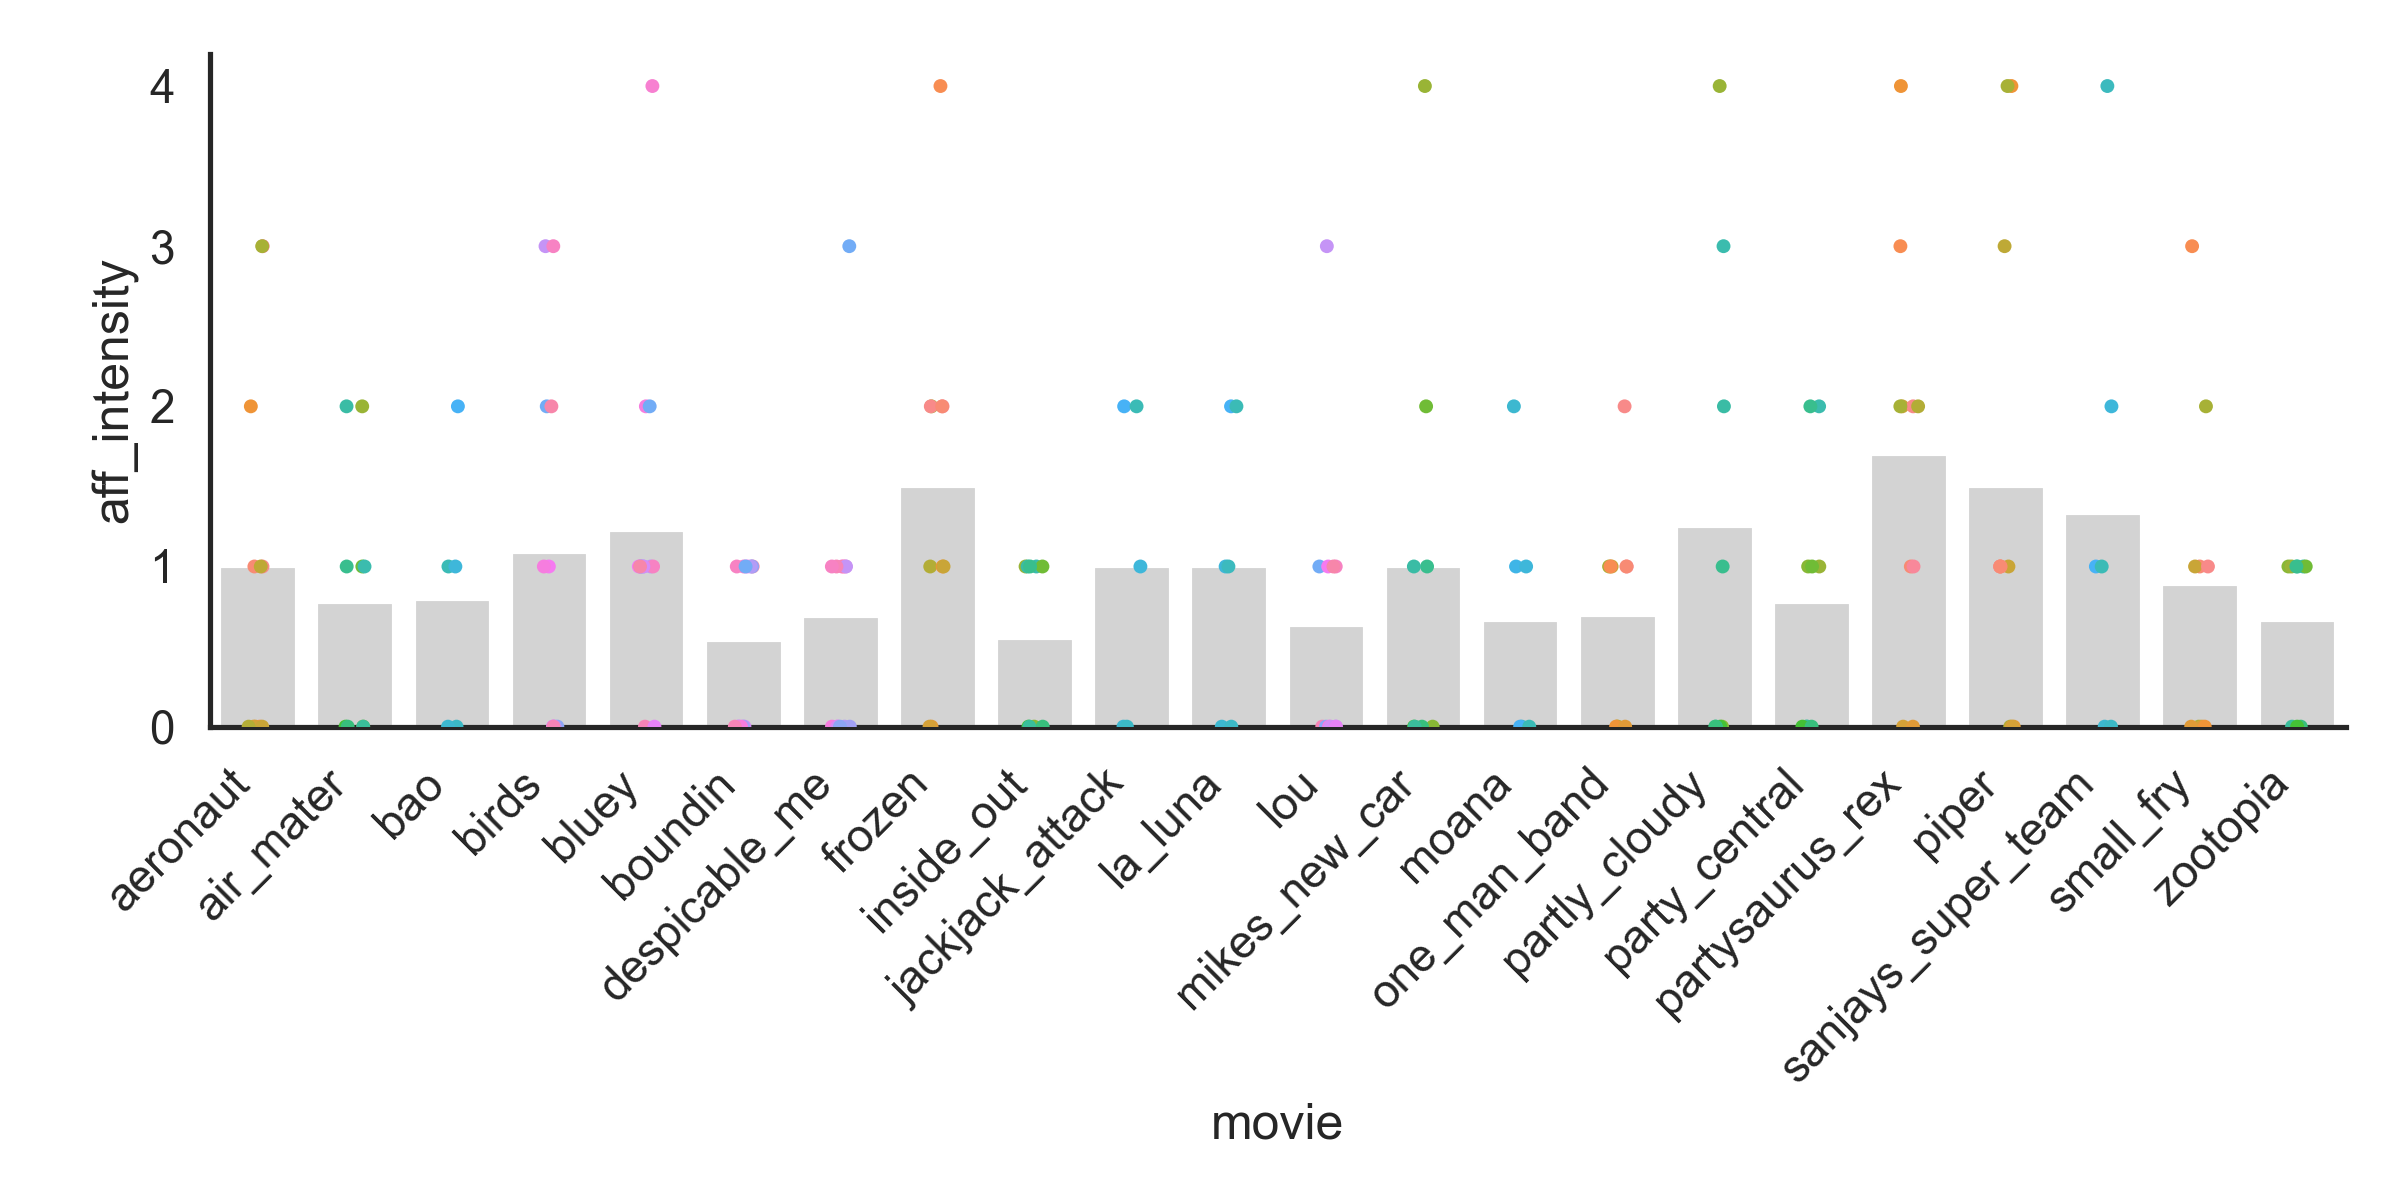 4
3
2
1
0
aff_intensity
aeronaut
air_mater
bao
birds
bluey
boundin
despicable_me
frozen
inside_out
jackjack_attack
la_luna
lou
mikes_new_car
moana
one_man_band
partly_cloudy
party_central
partysaurus_rex
piper
sanjays_super_team
small_fry
zootopia
movie